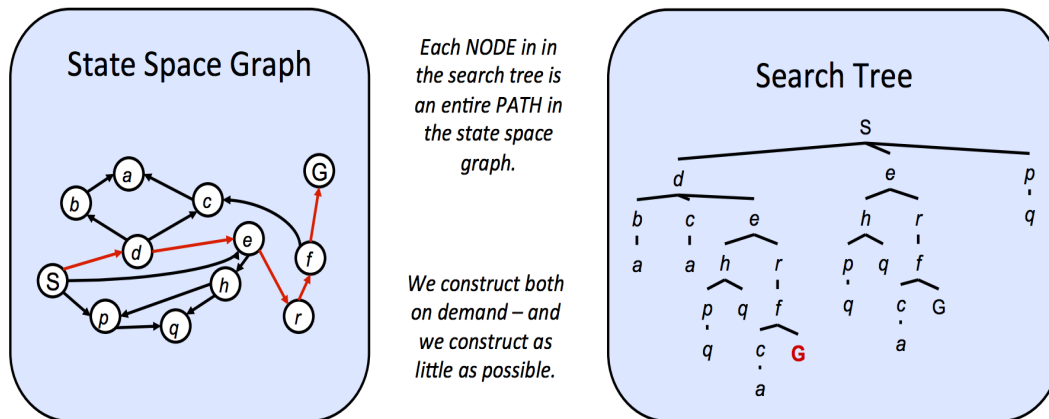 State Space Graph
a
G
b
c
d
e
f
S
h
p
q
r
Each NODE in in
the search tree is
an entire PATH in
the state space
graph.
We construct both
on demand – and
we construct as
little as possible.
Search Tree
S
d e p
b c e h r q
a a h r p q f
p q f q c G
q c G a
a